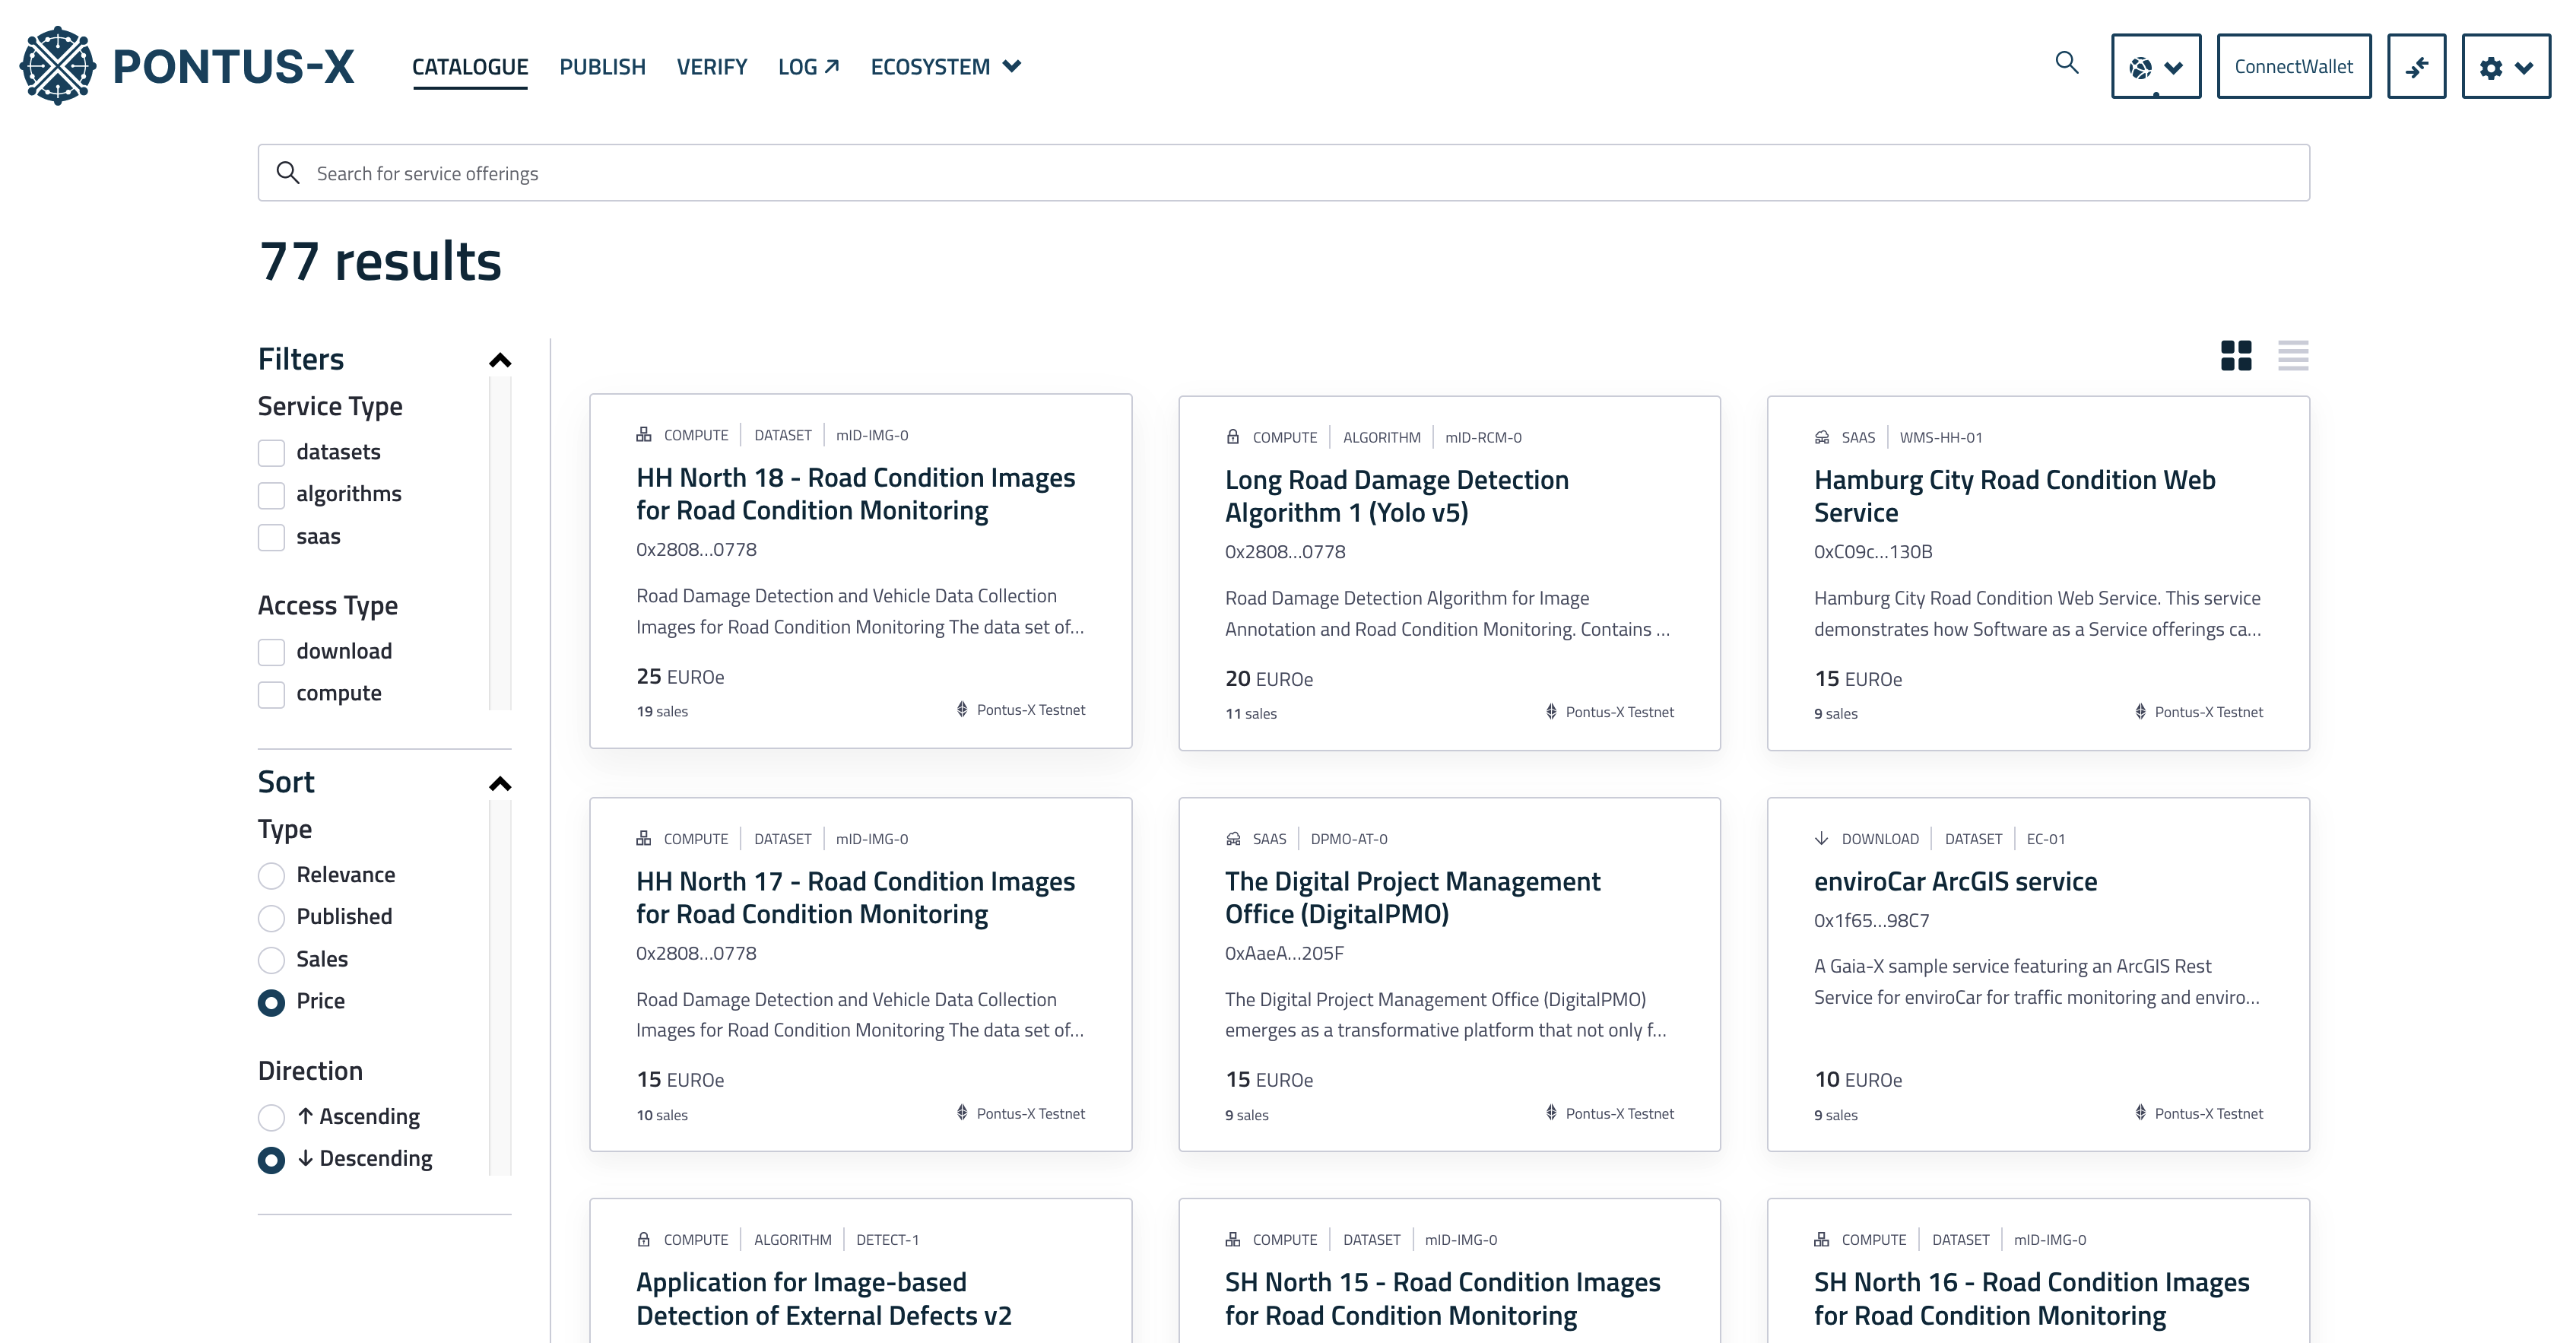 PONTUS-X
CATALOGUE PUBLISH VERIFY LOG ↗ ECOSYSTEM
ConnectWallet
Search for service offerings
77 results
Filters
Service Type
datasets
algorithms
saas
Access Type
download
compute
Sort
Type
Relevance
Published
Sales
Price
Direction
↑ Ascending
↓ Descending
COMPUTE DATASET mID-IMG-0
HH North 18 - Road Condition Images
for Road Condition Monitoring
0x2808…0778
Road Damage Detection and Vehicle Data Collection
Images for Road Condition Monitoring The data set of…
25 EUROe
19 sales
Pontus-X Testnet
COMPUTE ALGORITHM mID-RCM-0
Long Road Damage Detection
Algorithm 1 (Yolo v5)
0x2808…0778
Road Damage Detection Algorithm for Image
Annotation and Road Condition Monitoring. Contains …
20 EUROe
11 sales
Pontus-X Testnet
SAAS WMS-HH-01
Hamburg City Road Condition Web
Service
0xC09c…130B
Hamburg City Road Condition Web Service. This service
demonstrates how Software as a Service offerings ca…
15 EUROe
9 sales
Pontus-X Testnet
COMPUTE DATASET mID-IMG-0
HH North 17 - Road Condition Images
for Road Condition Monitoring
0x2808…0778
Road Damage Detection and Vehicle Data Collection
Images for Road Condition Monitoring The data set of…
15 EUROe
10 sales
Pontus-X Testnet
SAAS DPMO-AT-0
The Digital Project Management
Office (DigitalPMO)
0xAaeA…205F
The Digital Project Management Office (DigitalPMO)
emerges as a transformative platform that not only f…
15 EUROe
9 sales
Pontus-X Testnet
DOWNLOAD DATASET EC-01
enviroCar ArcGIS service
0x1f65…98C7
A Gaia-X sample service featuring an ArcGIS Rest
Service for enviroCar for traffic monitoring and enviro…
10 EUROe
9 sales
Pontus-X Testnet
COMPUTE ALGORITHM DETECT-1
Application for Image-based
Detection of External Defects v2
COMPUTE DATASET mID-IMG-0
SH North 15 - Road Condition Images
for Road Condition Monitoring
COMPUTE DATASET mID-IMG-0
SH North 16 - Road Condition Images
for Road Condition Monitoring